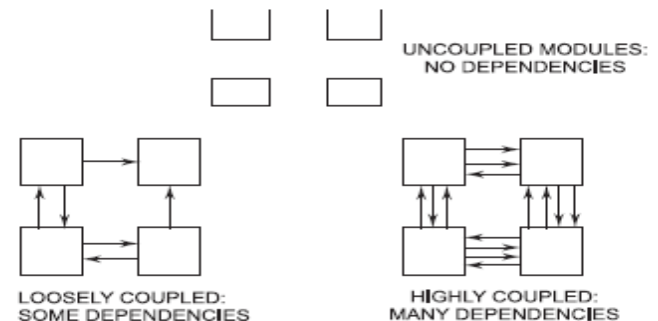 UNCOUPLED MODULES:
NO DEPENDENCIES
LOOSELY COUPLED:
SOME DEPENDENCIES
HIGHLY COUPLED:
MANY DEPENDENCIES